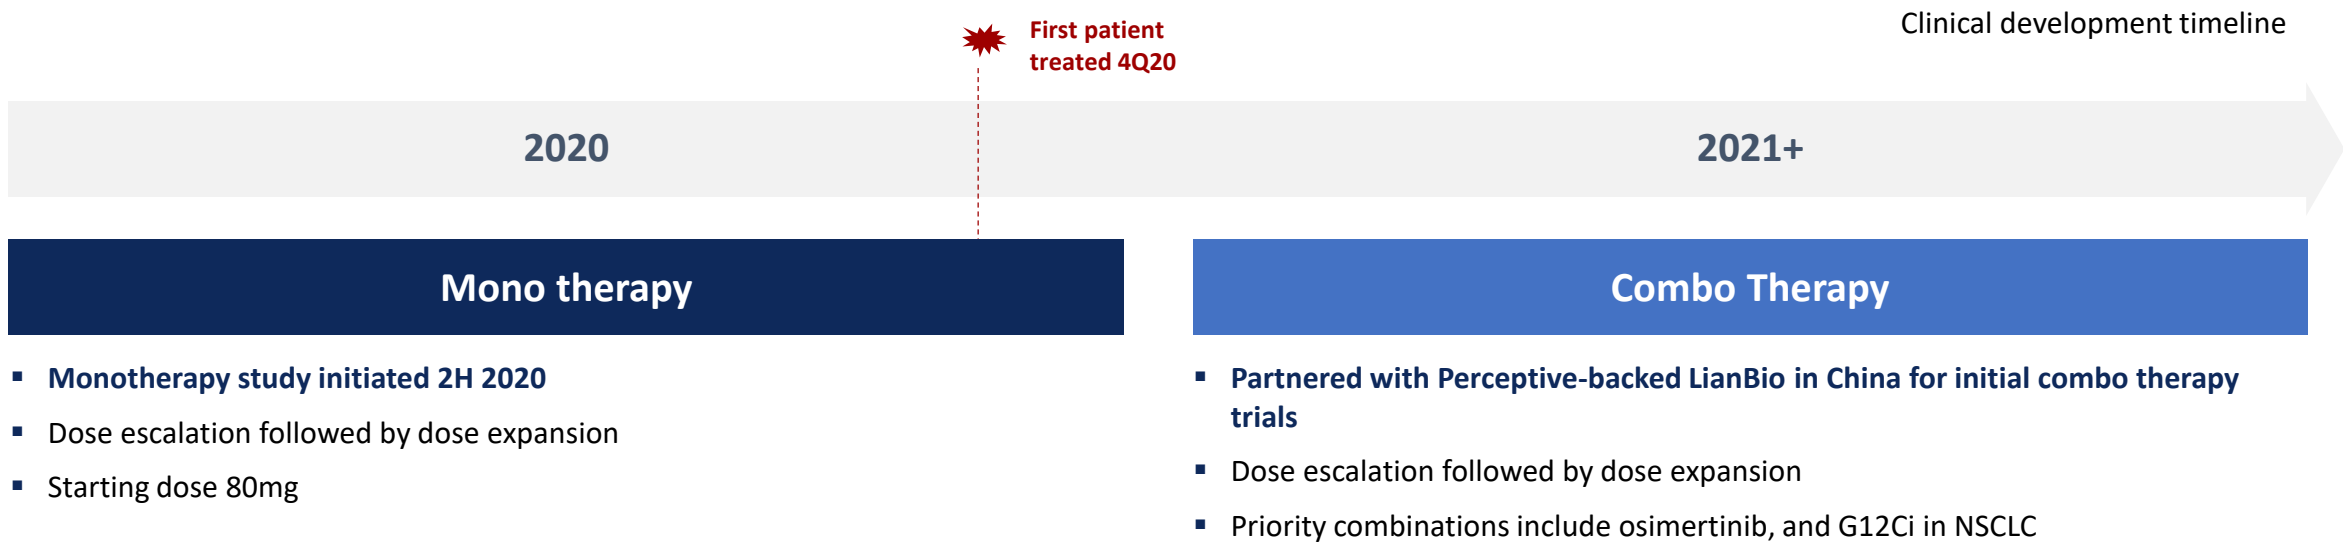 Clinical development timeline
First patient
treated 4Q20
2020
2021+
Mono therapy
▪ Monotherapy study initiated 2H 2020
▪ Dose escalation followed by dose expansion
▪ Starting dose 80mg
Combo Therapy
▪ Partnered with Perceptive-backed LianBio in China for initial combo therapy
trials
▪ Dose escalation followed by dose expansion
▪ Priority combinations include osimertinib, and G12Ci in NSCLC